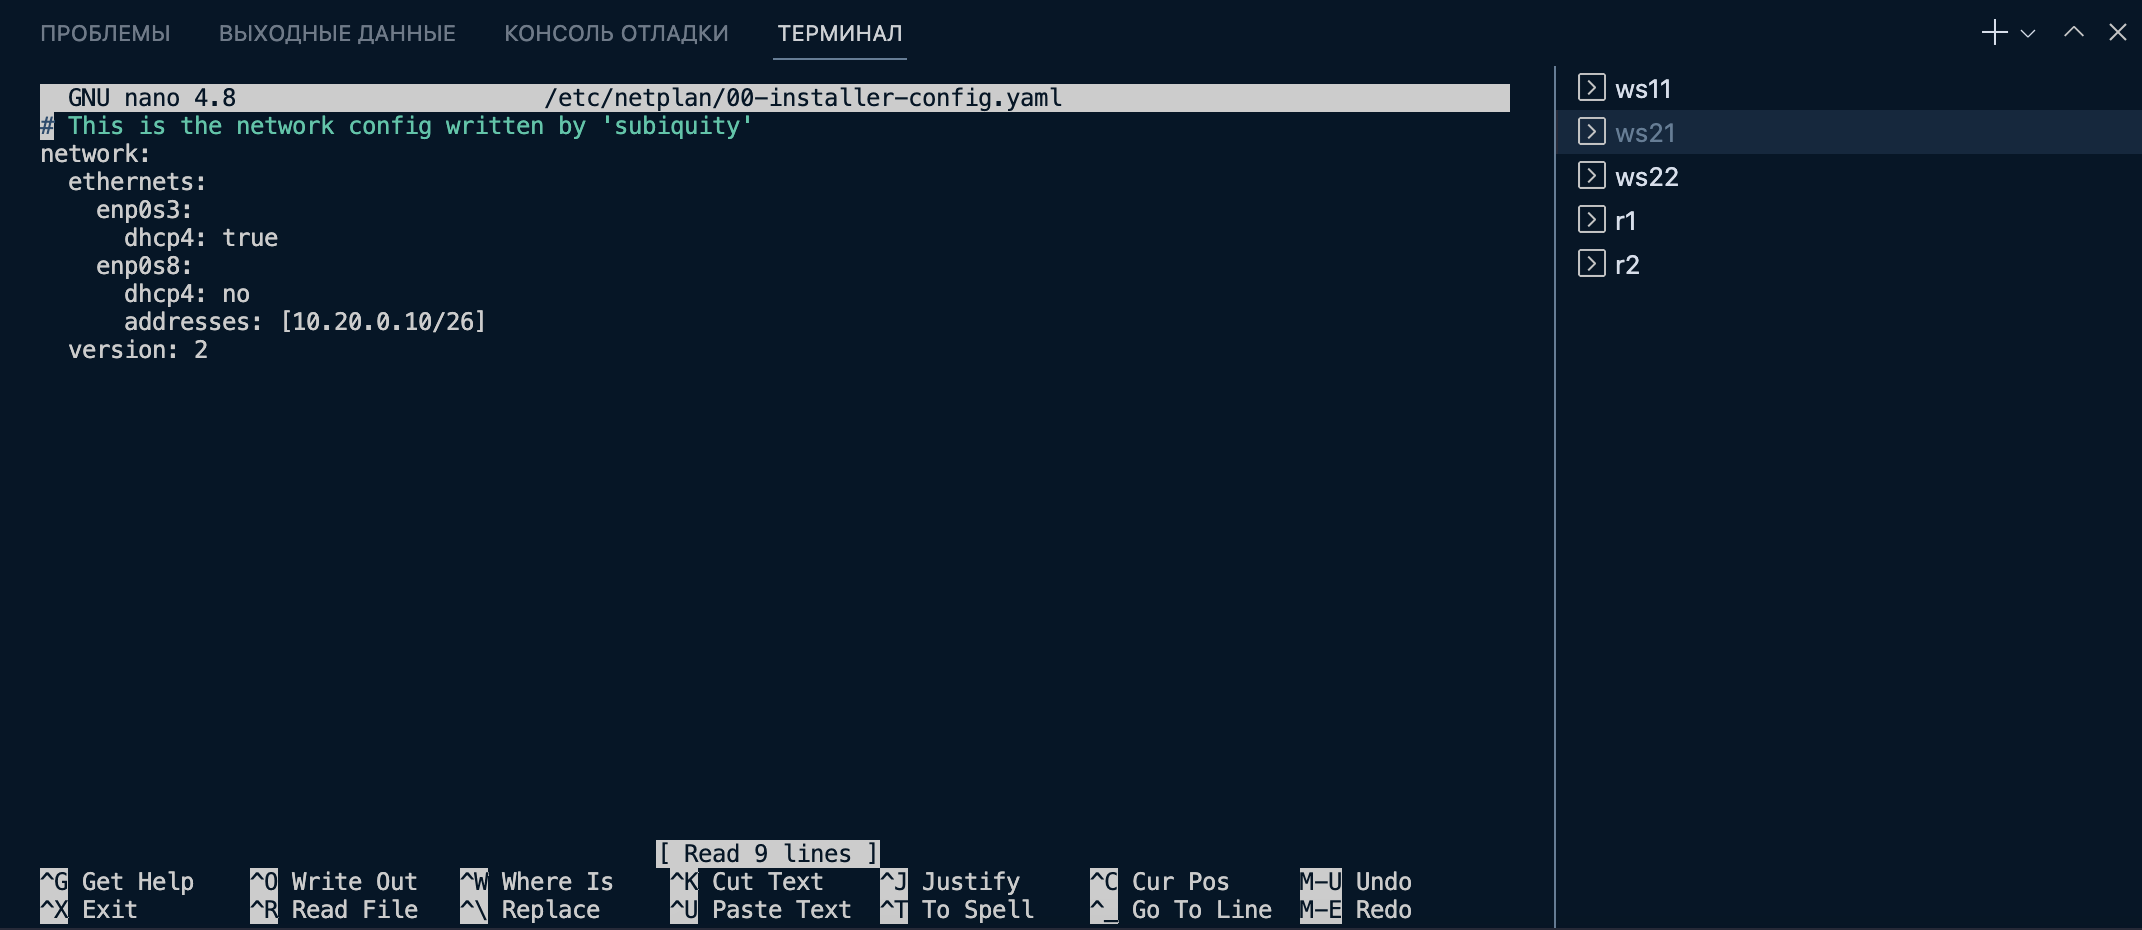 ПРОБЛЕМЫ ВЫХОДНЫЕ ДАННЫЕ КОНСОЛЬ ОТЛАДКИ ТЕРМИНАЛ
GNU nano 4.8 /etc/netplan/00-installer-config.yaml
# This is the network config written by 'subiquity'
network:
  ethernets:
    enp0s3:
      dhcp4: true
    enp0s8:
      dhcp4: no
      addresses: [10.20.0.10/26]
  version: 2
[ Read 9 lines ]
^G Get Help ^O Write Out ^W Where Is ^K Cut Text ^J Justify ^C Cur Pos M-U Undo
^X Exit ^R Read File ^\ Replace ^U Paste Text ^T To Spell ^_ Go To Line M-E Redo
ws11
ws21
ws22
r1
r2